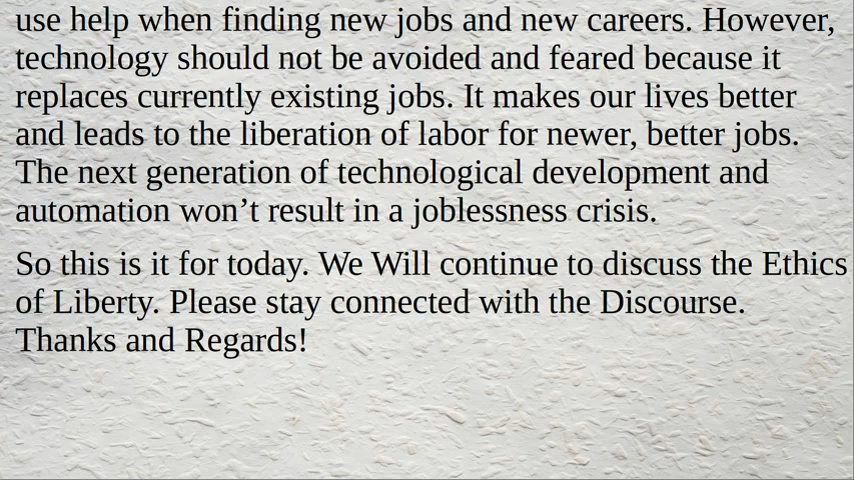 use help when finding new jobs and new careers. However,
technology should not be avoided and feared because it
replaces currently existing jobs. It makes our lives better
and leads to the liberation of labor for newer, better jobs.
The next generation of technological development and
automation won’t result in a joblessness crisis.
So this is it for today. We Will continue to discuss the Ethics
of Liberty. Please stay connected with the Discourse.
Thanks and Regards!